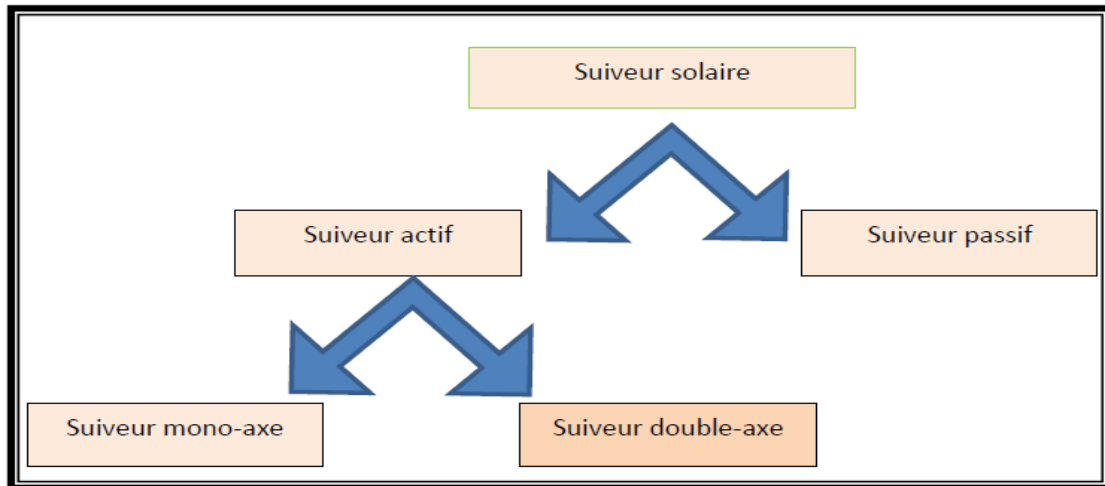 Suiveur solaire
Suiveur actif
Suiveur passif
Suiveur mono-axe
Suiveur double-axe